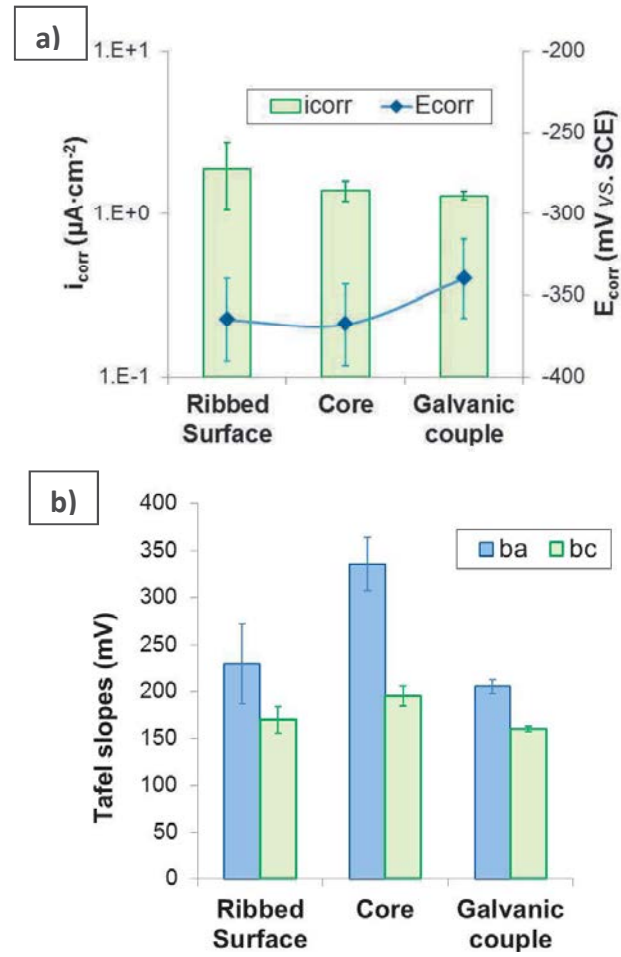 a)
1.E+1
1.E+0
1.E-1
i_corr (µA·cm⁻²)
icorr
Ecorr
-200
-250
-300
-350
-400
E_corr (mV vs. SCE)
Ribbed
Surface
Core
Galvanic
couple
b)
400
350
300
250
200
150
100
50
0
Tafel slopes (mV)
ba
bc
Ribbed
Surface
Core
Galvanic
couple